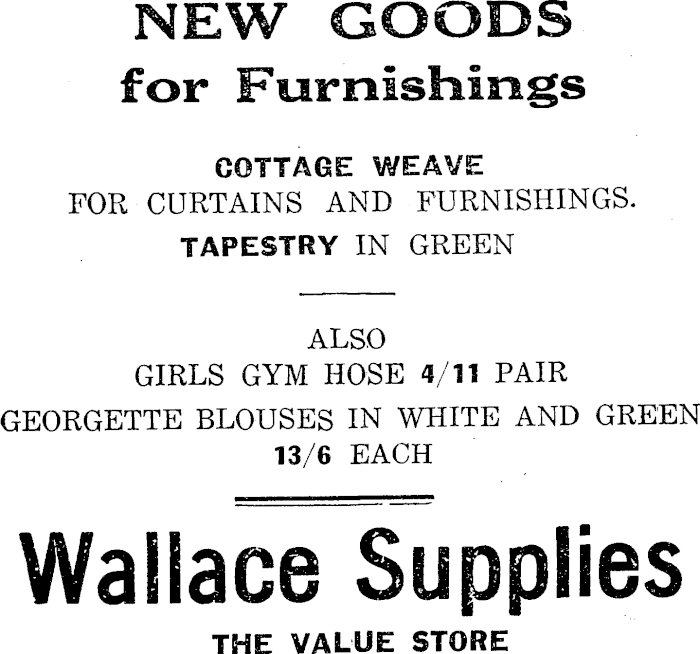 NEW GOODS
for Furnishings
COTTAGE WEAVE
FOR CURTAINS AND FURNISHINGS.
TAPESTRY IN GREEN
ALSO
GIRLS GYM HOSE 4/11 PAIR
GEORGETTE BLOUSES IN WHITE AND GREEN
13/6 EACH
Wallace Supplies
THE VALUE STORE